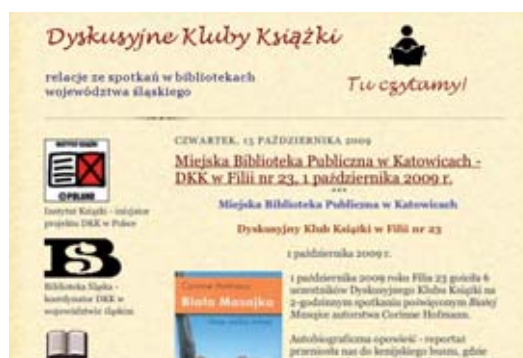 Dyskusyjne Kluby Książki
relacje ze spotkań w bibliotekach
województwa śląskiego
Tu czytamy!
CZWARTEK, 15 PAŹDZIERNIKA 2009
Miejska Biblioteka Publiczna w Katowicach -
DKK w Filii nr 23, 1 października 2009 r.
***
Miejska Biblioteka Publiczna w Katowicach
Dyskusyjny Klub Książki w Filii nr 23
1 października 2009 r.
INSTYTUT KSIĄŻKI
©POLAND
Instytut Książki - inicjator
projektu DKK w Polsce
BS
Biblioteka Śląska -
koordynator DKK w
województwie śląskim
Corinne Hofmann
Biała Masajka
1 października 2009 roku Filia 23 gościła 6
uczestników Dyskusyjnego Klubu Książki na
2-godzinnym spotkaniu poświęconym Białej
Masajce autorstwa Corinne Hofmann.
Autobiograficzna opowieść - reportaż
przeniosła nas do kenijskiego buszu, gdzie